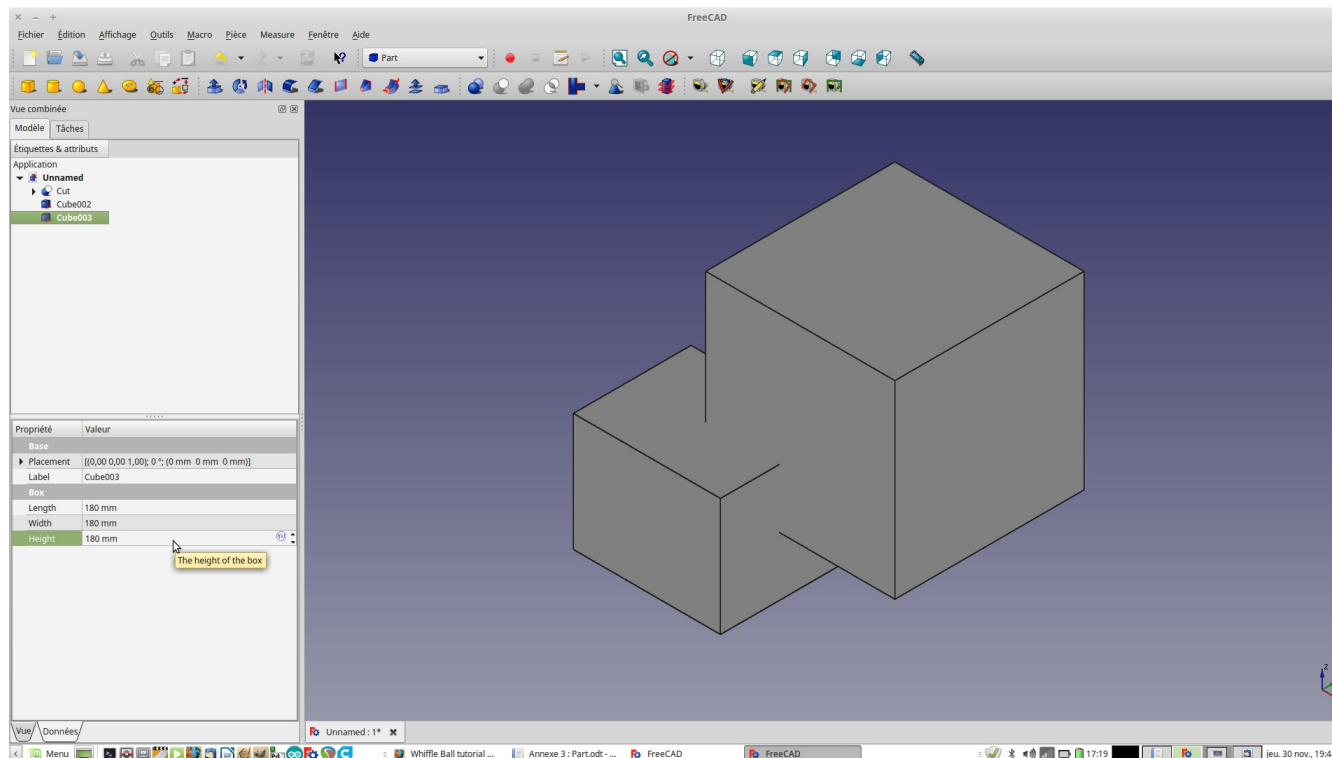 FreeCAD
Fichier Édition Affichage Outils Macro Pièce Measure Fenêtre Aide
Part
Vue combinée
Modèle Tâches
Étiquettes & attributs
Application
Unnamed
Cut
Cube002
Cube003
Propriété Valeur
Base
Placement [(0,00 0,00 1,00); 0 °; (0 mm 0 mm 0 mm)]
Label Cube003
Box
Length 180 mm
Width 180 mm
Height 180 mm
The height of the box
Z
Vue Données
Unnamed : 1*
Menu Whiffle Ball tutorial ... Annexe 3 : Part.odt - ... FreeCAD FreeCAD 17:19 jeu. 30 nov., 19:4